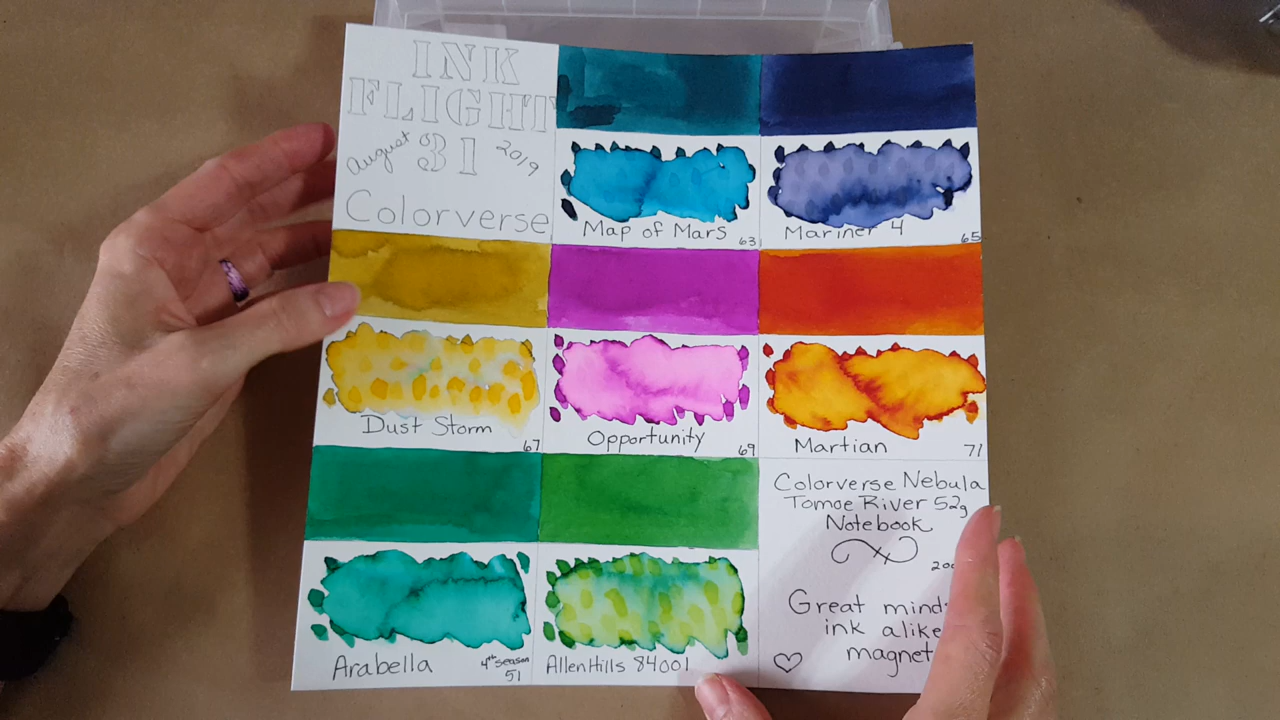 INK
FLIGHT
August 31 2019
Colorverse
Map of Mars 63
Mariner 4 65
Dust Storm 67
Opportunity 69
Martian 71
Arabella 4th season
51
Allen Hills 84001
Colorverse Nebula
Tomoe River 52g
Notebook
Great mind
ink alike
magnet